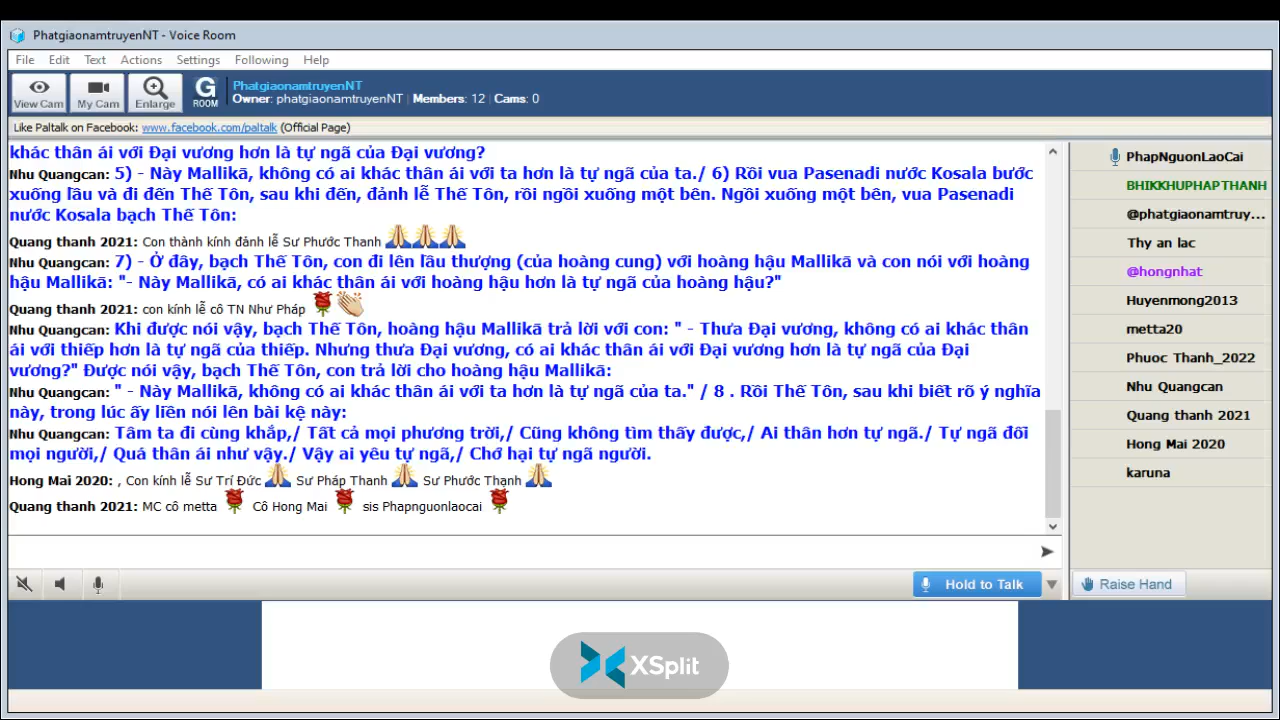 PhatgiaonamtruyenNT - Voice Room
File Edit Text Actions Settings Following Help
View Cam My Cam Enlarge G ROOM
PhatgiaonamtruyenNT
Owner: phatgiaonamtruyenNT | Members: 12 | Cams: 0
Like Paltalk on Facebook: www.facebook.com/paltalk (Official Page)
khác thân ái với Đại vương hơn là tự ngã của Đại vương?
Nhu Quangcan: 5) - Này Mallikā, không có ai khác thân ái với ta hơn là tự ngã của ta./ 6) Rồi vua Pasenadi nước Kosala bước
xuống lầu và đi đến Thế Tôn, sau khi đến, đảnh lễ Thế Tôn, rồi ngồi xuống một bên. Ngồi xuống một bên, vua Pasenadi
nước Kosala bạch Thế Tôn:
Quang thanh 2021: Con thành kính đảnh lễ Sư Phước Thanh
Nhu Quangcan: 7) - Ở đây, bạch Thế Tôn, con đi lên lầu thượng (của hoàng cung) với hoàng hậu Mallikā và con nói với hoàng
hậu Mallikā: "- Này Mallikā, có ai khác thân ái với hoàng hậu hơn là tự ngã của hoàng hậu?"
Quang thanh 2021: con kính lễ cô TN Như Pháp
Nhu Quangcan: Khi được nói vậy, bạch Thế Tôn, hoàng hậu Mallikā trả lời với con: " - Thưa Đại vương, không có ai khác thân
ái với thiếp hơn là tự ngã của thiếp. Nhưng thưa Đại vương, có ai khác thân ái với Đại vương hơn là tự ngã của Đại
vương?" Được nói vậy, bạch Thế Tôn, con trả lời cho hoàng hậu Mallikā:
Nhu Quangcan: " - Này Mallikā, không có ai khác thân ái với ta hơn là tự ngã của ta." / 8 . Rồi Thế Tôn, sau khi biết rõ ý nghĩa
này, trong lúc ấy liền nói lên bài kệ này:
Nhu Quangcan: Tâm ta đi cùng khắp,/ Tất cả mọi phương trời,/ Cũng không tìm thấy được,/ Ai thân hơn tự ngã./ Tự ngã đối
mọi người,/ Quá thân ái như vậy./ Vậy ai yêu tự ngã,/ Chớ hại tự ngã người.
Hong Mai 2020: , Con kính lễ Sư Trí Đức Sư Pháp Thanh Sư Phước Thạnh
Quang thanh 2021: MC cô metta Cô Hong Mai sis Phapnguonlaocai
Hold to Talk
PhapNguonLaoCai
BHIKKHUPHAPTHANH
@phatgiaonamtruy...
Thy an lac
@hongnhat
Huyenmong2013
metta20
Phuoc Thanh_2022
Nhu Quangcan
Quang thanh 2021
Hong Mai 2020
karuna
Raise Hand
XSplit